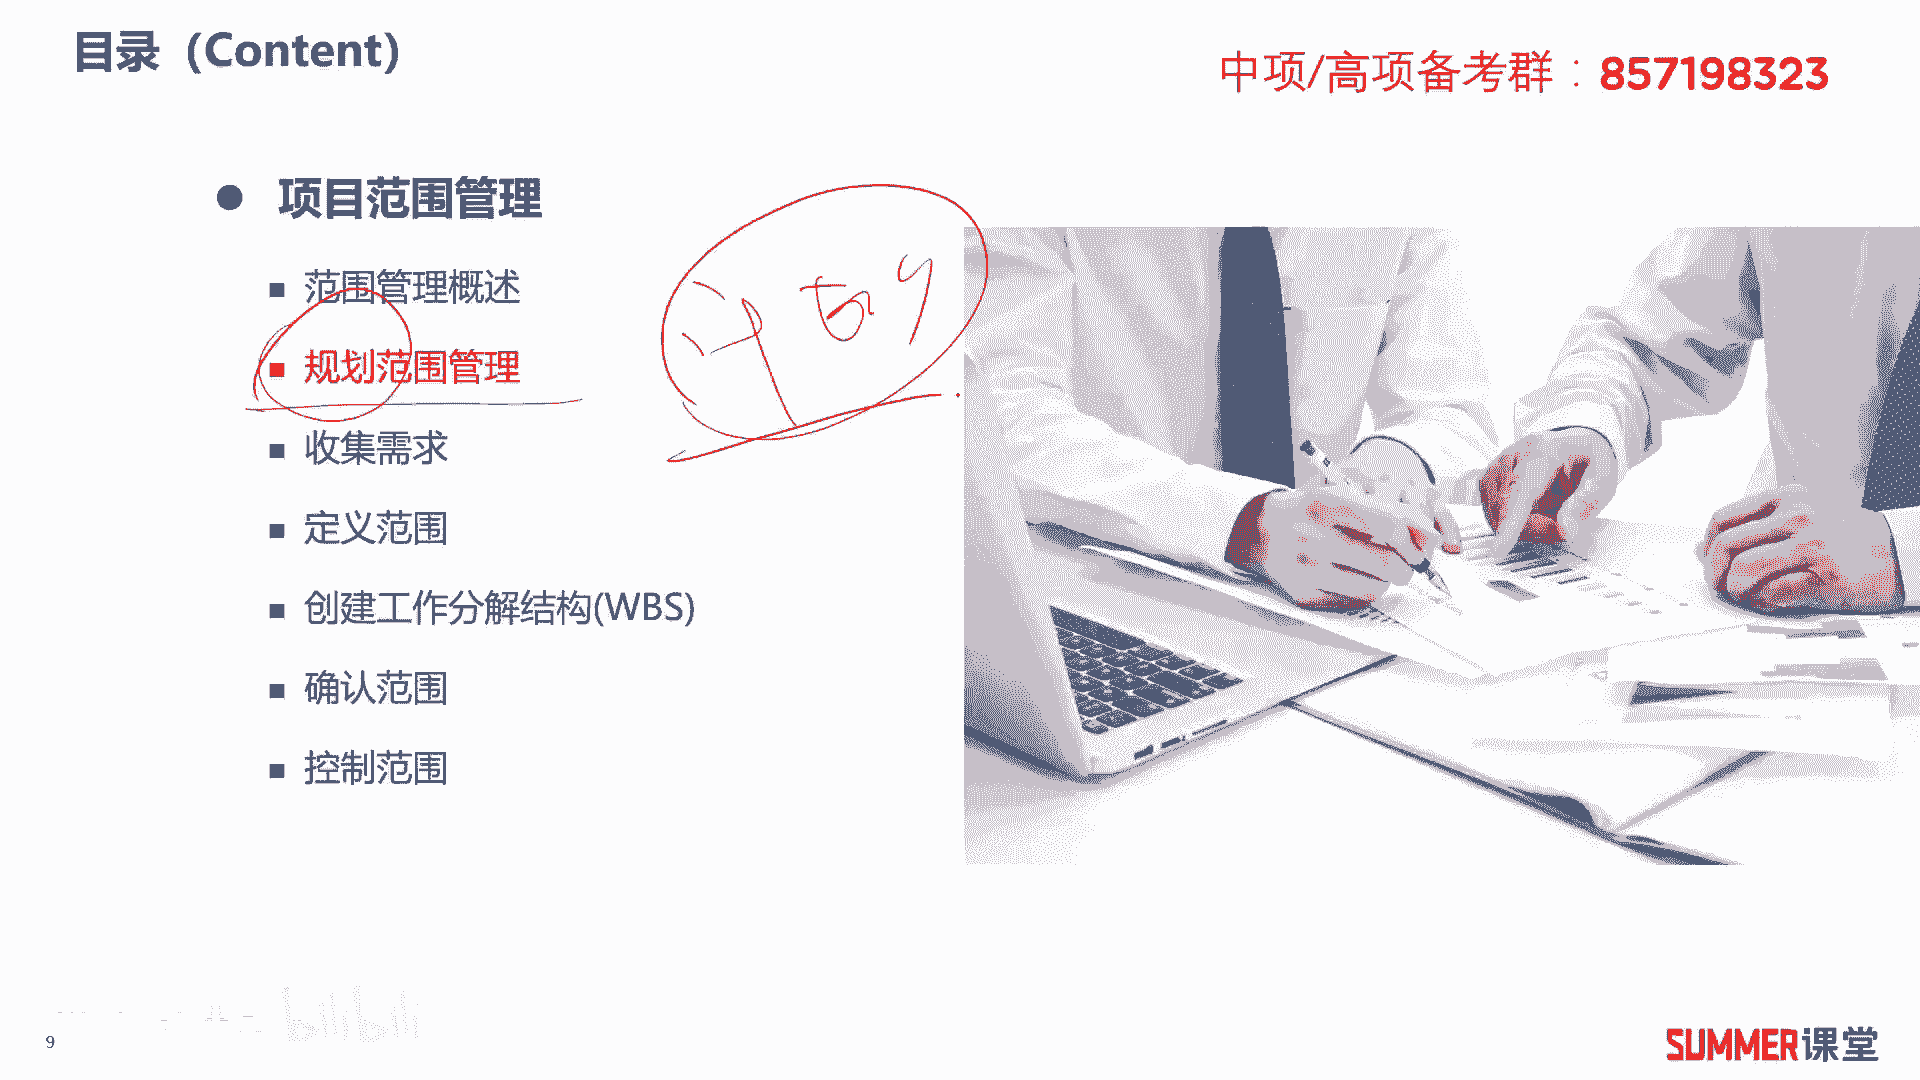 目录（Content）
中项/高项备考群：857198323
● 项目范围管理
■ 范围管理概述
■ 规划范围管理
■ 收集需求
■ 定义范围
■ 创建工作分解结构(WBS)
■ 确认范围
■ 控制范围
bilibili
9
SUMMER课堂